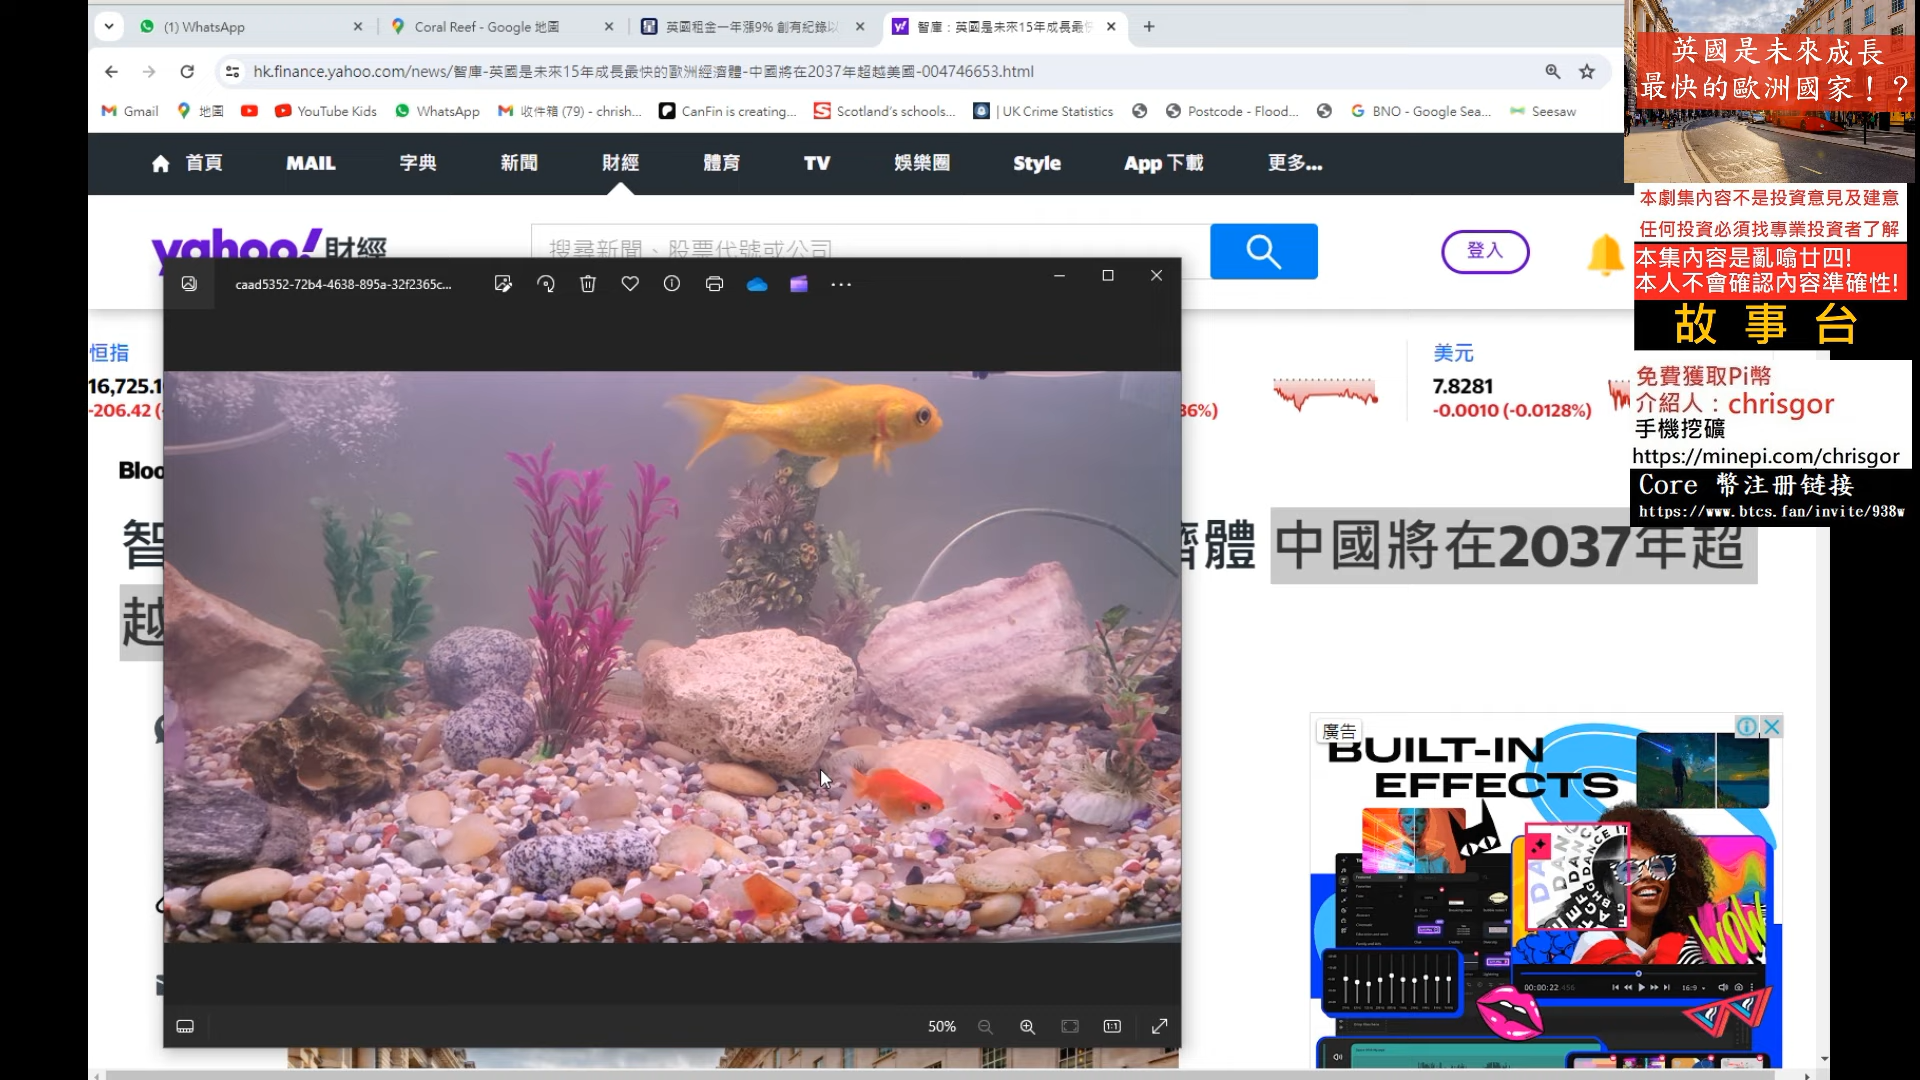 (1) WhatsApp
Coral Reef - Google 地圖
英國租金一年漲9% 創有紀錄以
智庫：英國是未來15年成長最快
hk.finance.yahoo.com/news/智庫-英國是未來15年成長最快的歐洲經濟體-中國將在2037年超越美國-004746653.html
Gmail
地圖
YouTube Kids
WhatsApp
收件箱 (79) - chrish...
CanFin is creating...
Scotland's schools...
| UK Crime Statistics
Postcode - Flood...
BNO - Google Sea...
Seesaw
首頁
MAIL
字典
新聞
財經
體育
TV
娛樂圈
Style
App 下載
更多...
yahoo!財經
搜尋新聞、股票代號或公司
登入
caad5352-72b4-4638-895a-32f2365c...
恒指
16,725.1
-206.42 (-
36%)
美元
7.8281
-0.0010 (-0.0128%)
Bloo
智
濟體 中國將在2037年超
越
50%
廣告
BUILT-IN
EFFECTS
WOW
00:00:22.456
16:9
英國是未來成長
最快的歐洲國家！？
本劇集內容不是投資意見及建意
任何投資必須找專業投資者了解
本集內容是亂噏廿四!
本人不會確認內容準確性!
故 事 台
免費獲取Pi幣
介紹人：chrisgor
手機挖礦
https://minepi.com/chrisgor
Core 幣注册链接
https://www.btcs.fan/invite/938w